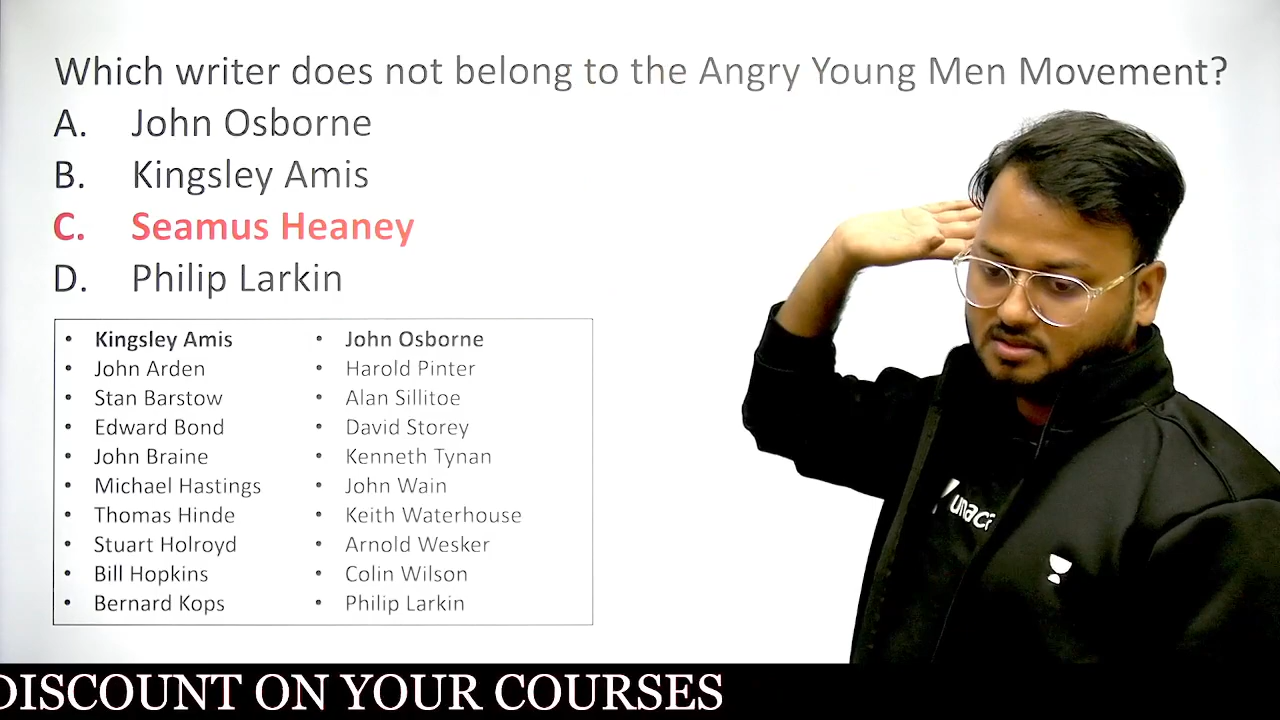 Which writer does not belong to the Angry Young Men Movement?
A. John Osborne
B. Kingsley Amis
C. Seamus Heaney
D. Philip Larkin
• Kingsley Amis
• John Arden
• Stan Barstow
• Edward Bond
• John Braine
• Michael Hastings
• Thomas Hinde
• Stuart Holroyd
• Bill Hopkins
• Bernard Kops
• John Osborne
• Harold Pinter
• Alan Sillitoe
• David Storey
• Kenneth Tynan
• John Wain
• Keith Waterhouse
• Arnold Wesker
• Colin Wilson
• Philip Larkin
DISCOUNT ON YOUR COURSES